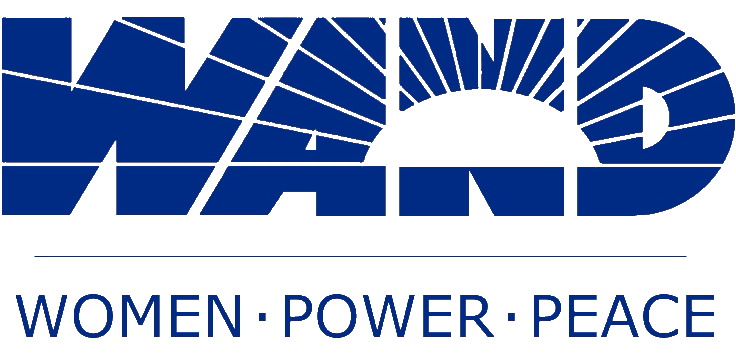 WAND
WOMEN · POWER · PEACE